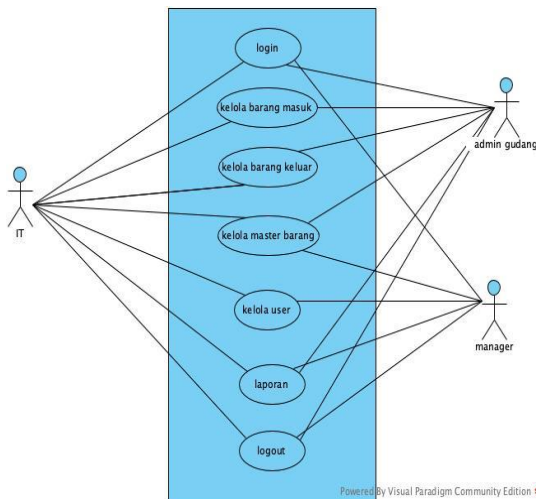 login
kelola barang masuk
admin gudang
kelola barang keluar
IT
kelola master barang
kelola user
manager
laporan
logout
Powered By Visual Paradigm Community Edition